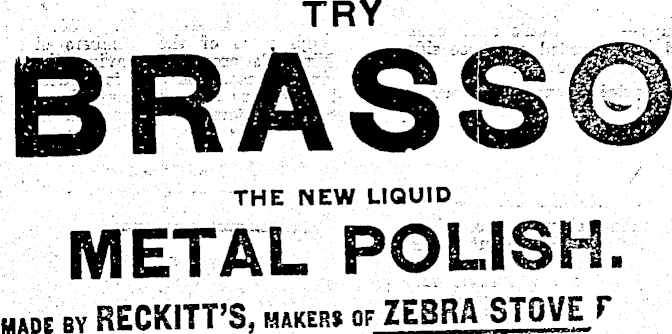 TRY
BRASSO
THE NEW LIQUID
METAL POLISH.
MADE BY RECKITT'S, MAKERS OF ZEBRA STOVE